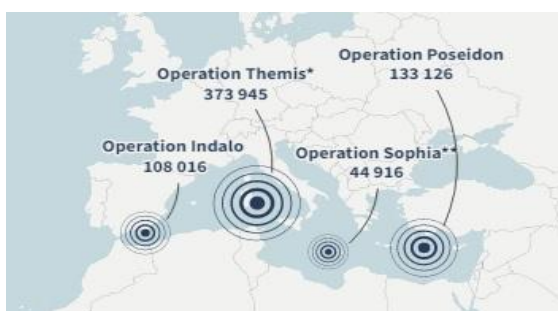 Operation Poseidon
133 126
Operation Themis*
373 945
Operation Indalo
108 016
Operation Sophia**
44 916